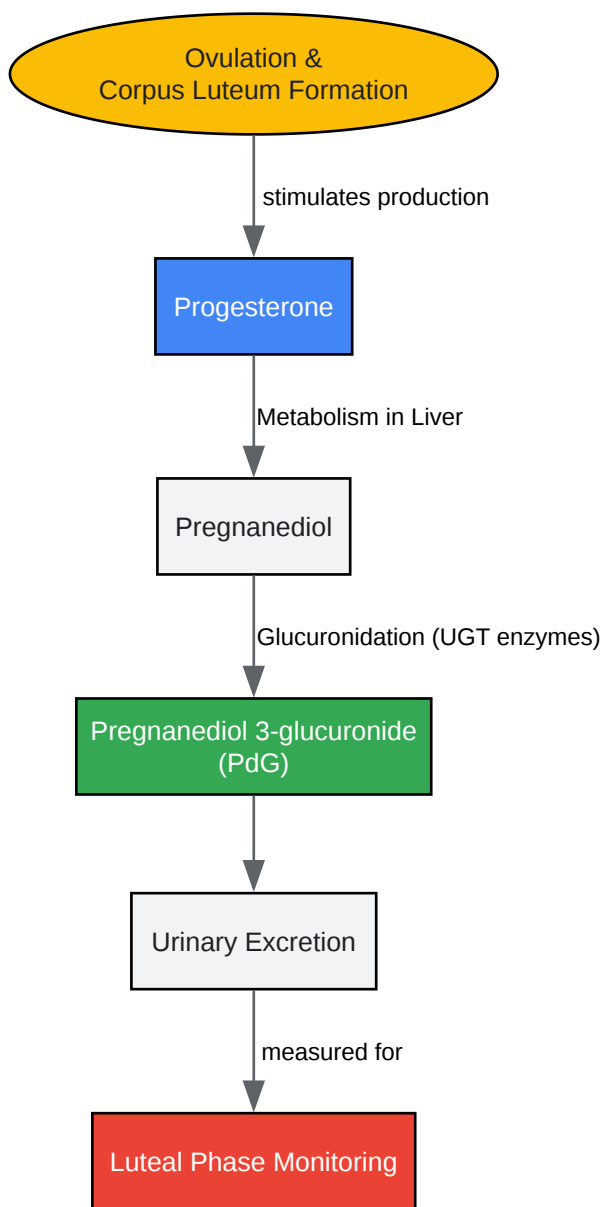 Ovulation &
Corpus Luteum Formation
stimulates production
Progesterone
Metabolism in Liver
Pregnanediol
Glucuronidation (UGT enzymes)
Pregnanediol 3-glucuronide
(PdG)
Urinary Excretion
measured for
Luteal Phase Monitoring